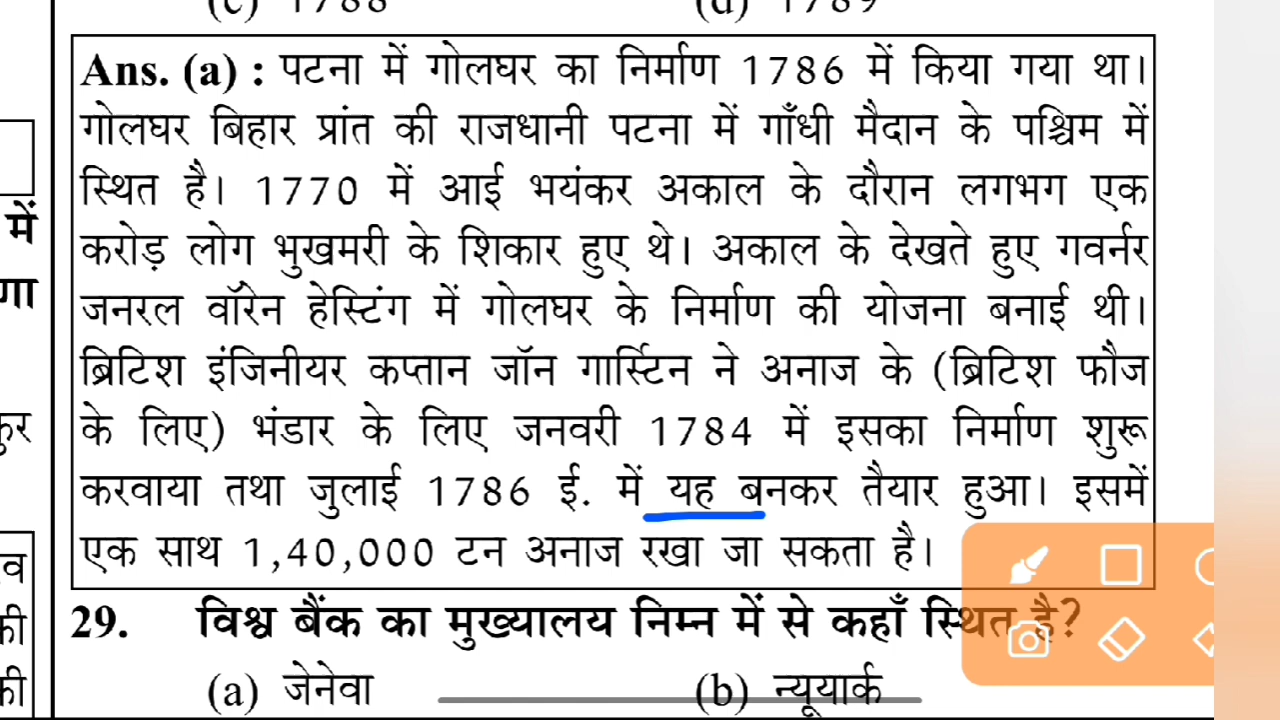 (c) 1788 (d) 1789
Ans. (a) : पटना में गोलघर का निर्माण 1786 में किया गया था।
गोलघर बिहार प्रांत की राजधानी पटना में गाँधी मैदान के पश्चिम में
स्थित है। 1770 में आई भयंकर अकाल के दौरान लगभग एक
में
करोड़ लोग भुखमरी के शिकार हुए थे। अकाल के देखते हुए गवर्नर
जनरल वॉरेन हेस्टिंग में गोलघर के निर्माण की योजना बनाई थी।
ब्रिटिश इंजिनीयर कप्तान जॉन गार्स्टिन ने अनाज के (ब्रिटिश फौज
के लिए) भंडार के लिए जनवरी 1784 में इसका निर्माण शुरू
करवाया तथा जुलाई 1786 ई. में यह बनकर तैयार हुआ। इसमें
एक साथ 1,40,000 टन अनाज रखा जा सकता है।
29. विश्व बैंक का मुख्यालय निम्न में से कहाँ स्थित है?
(a) जेनेवा (b) न्यूयार्क